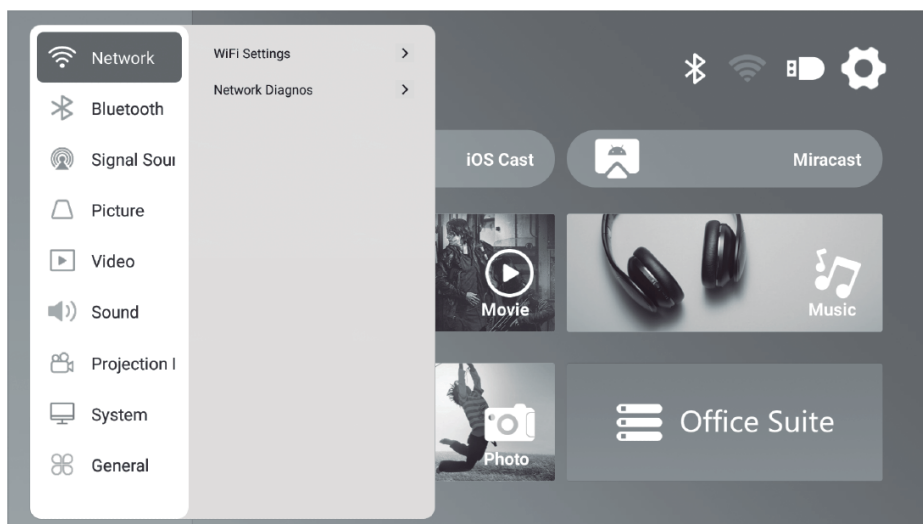 Network
Bluetooth
Signal Sour
Picture
Video
Sound
Projection I
System
General
WiFi Settings
Network Diagnos
iOS Cast
Miracast
Movie
Music
Photo
Office Suite